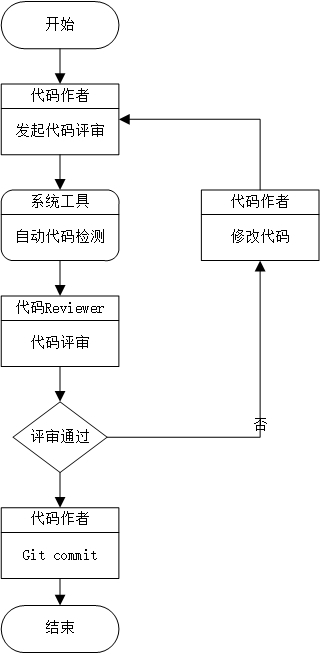 开始
代码作者
发起代码评审
系统工具
自动代码检测
代码作者
修改代码
代码Reviewer
代码评审
评审通过
否
代码作者
Git commit
结束